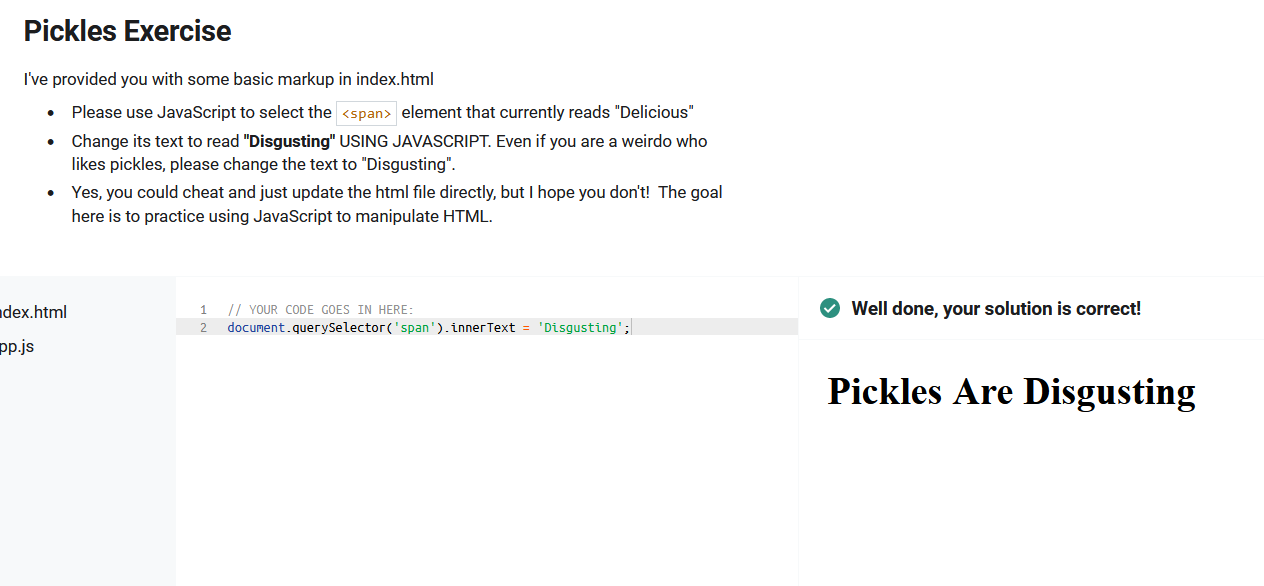 Pickles Exercise
I've provided you with some basic markup in index.html
• Please use JavaScript to select the <span> element that currently reads "Delicious"
• Change its text to read "Disgusting" USING JAVASCRIPT. Even if you are a weirdo who
likes pickles, please change the text to "Disgusting".
• Yes, you could cheat and just update the html file directly, but I hope you don't!  The goal
here is to practice using JavaScript to manipulate HTML.
ndex.html
pp.js
1 // YOUR CODE GOES IN HERE:
2 document.querySelector('span').innerText = 'Disgusting';
Well done, your solution is correct!
Pickles Are Disgusting